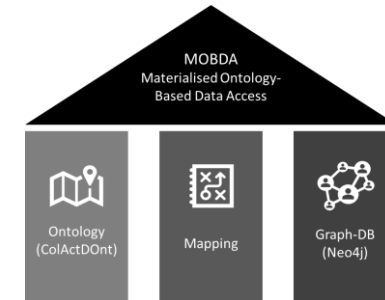 MOBDA
Materialised Ontology-
Based Data Access
Ontology
(ColActDOnt)
Mapping
Graph-DB
(Neo4j)